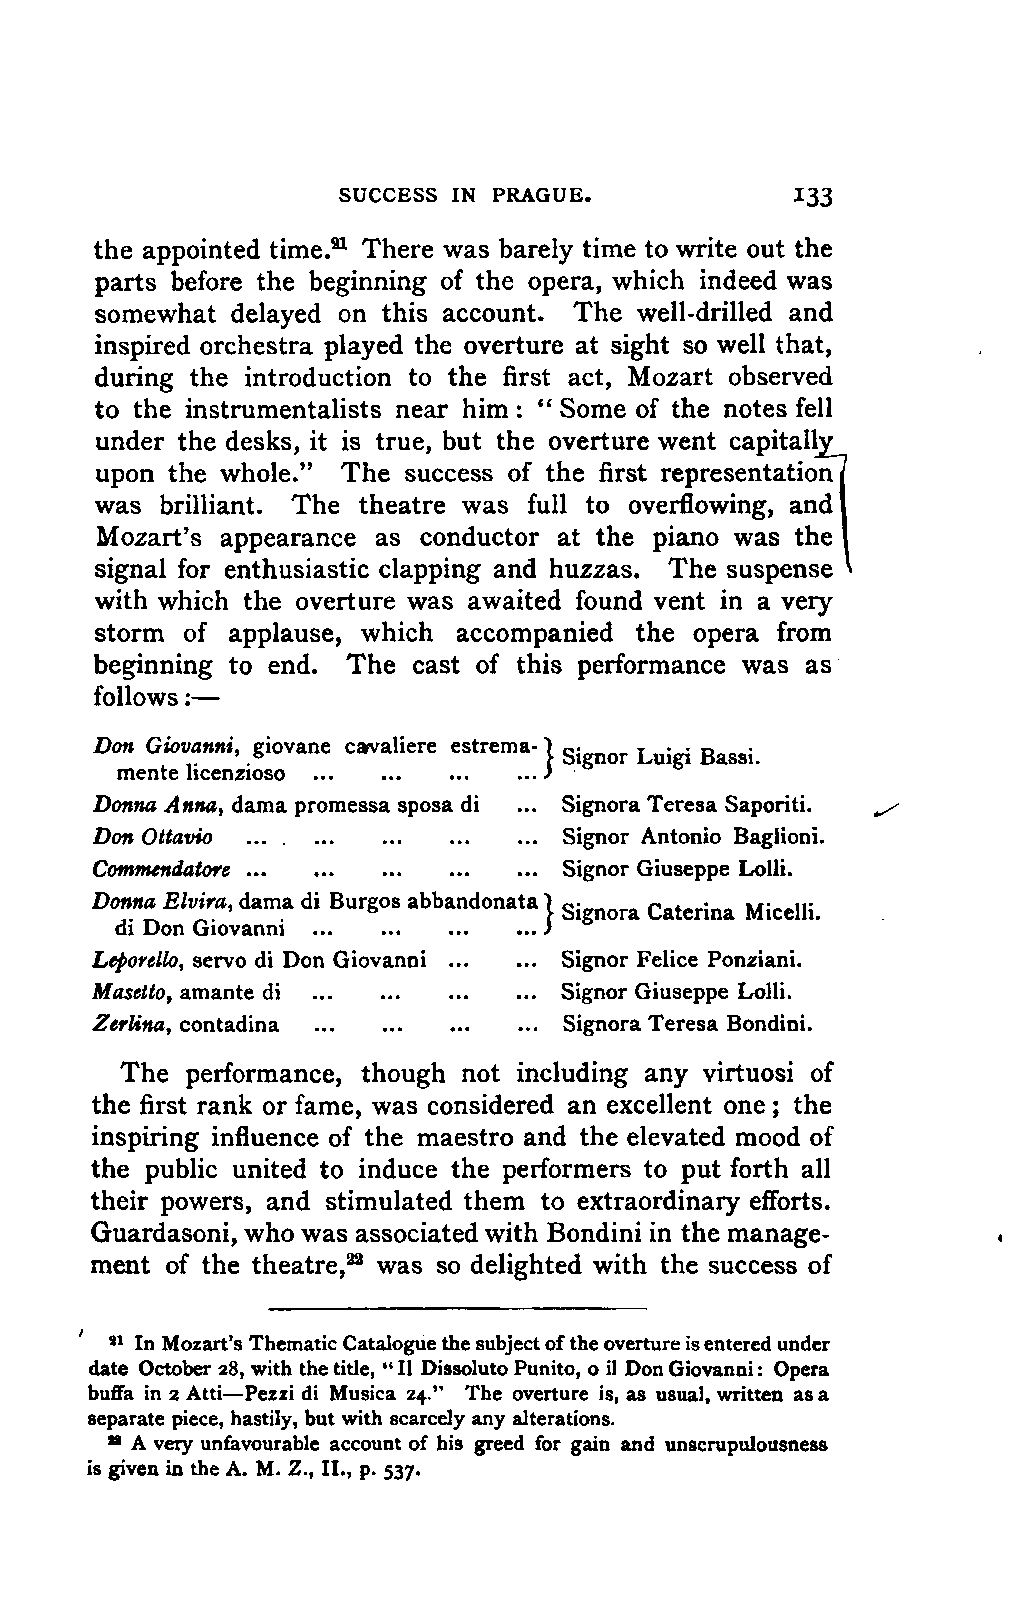 SUCCESS IN PRAGUE. 133
the appointed time.²¹ There was barely time to write out the
parts before the beginning of the opera, which indeed was
somewhat delayed on this account. The well-drilled and
inspired orchestra played the overture at sight so well that,
during the introduction to the first act, Mozart observed
to the instrumentalists near him: “Some of the notes fell
under the desks, it is true, but the overture went capitally
upon the whole.” The success of the first representation
was brilliant. The theatre was full to overflowing, and
Mozart’s appearance as conductor at the piano was the
signal for enthusiastic clapping and huzzas. The suspense
with which the overture was awaited found vent in a very
storm of applause, which accompanied the opera from
beginning to end. The cast of this performance was as
follows:—
Don Giovanni, giovane cavaliere estrema-
mente licenzioso ... ... ... ... } Signor Luigi Bassi.
Donna Anna, dama promessa sposa di ... Signora Teresa Saporiti.
Don Ottavio ... ... ... ... ... Signor Antonio Baglioni.
Commendatore ... ... ... ... ... Signor Giuseppe Lolli.
Donna Elvira, dama di Burgos abbandonata
di Don Giovanni ... ... ... ... } Signora Caterina Micelli.
Leporello, servo di Don Giovanni ... ... Signor Felice Ponziani.
Masetto, amante di ... ... ... ... Signor Giuseppe Lolli.
Zerlina, contadina ... ... ... ... Signora Teresa Bondini.
The performance, though not including any virtuosi of
the first rank or fame, was considered an excellent one; the
inspiring influence of the maestro and the elevated mood of
the public united to induce the performers to put forth all
their powers, and stimulated them to extraordinary efforts.
Guardasoni, who was associated with Bondini in the manage-
ment of the theatre,²² was so delighted with the success of
²¹ In Mozart’s Thematic Catalogue the subject of the overture is entered under
date October 28, with the title, “Il Dissoluto Punito, o il Don Giovanni: Opera
buffa in 2 Atti—Pezzi di Musica 24.” The overture is, as usual, written as a
separate piece, hastily, but with scarcely any alterations.
²² A very unfavourable account of his greed for gain and unscrupulousness
is given in the A. M. Z., II., p. 537.